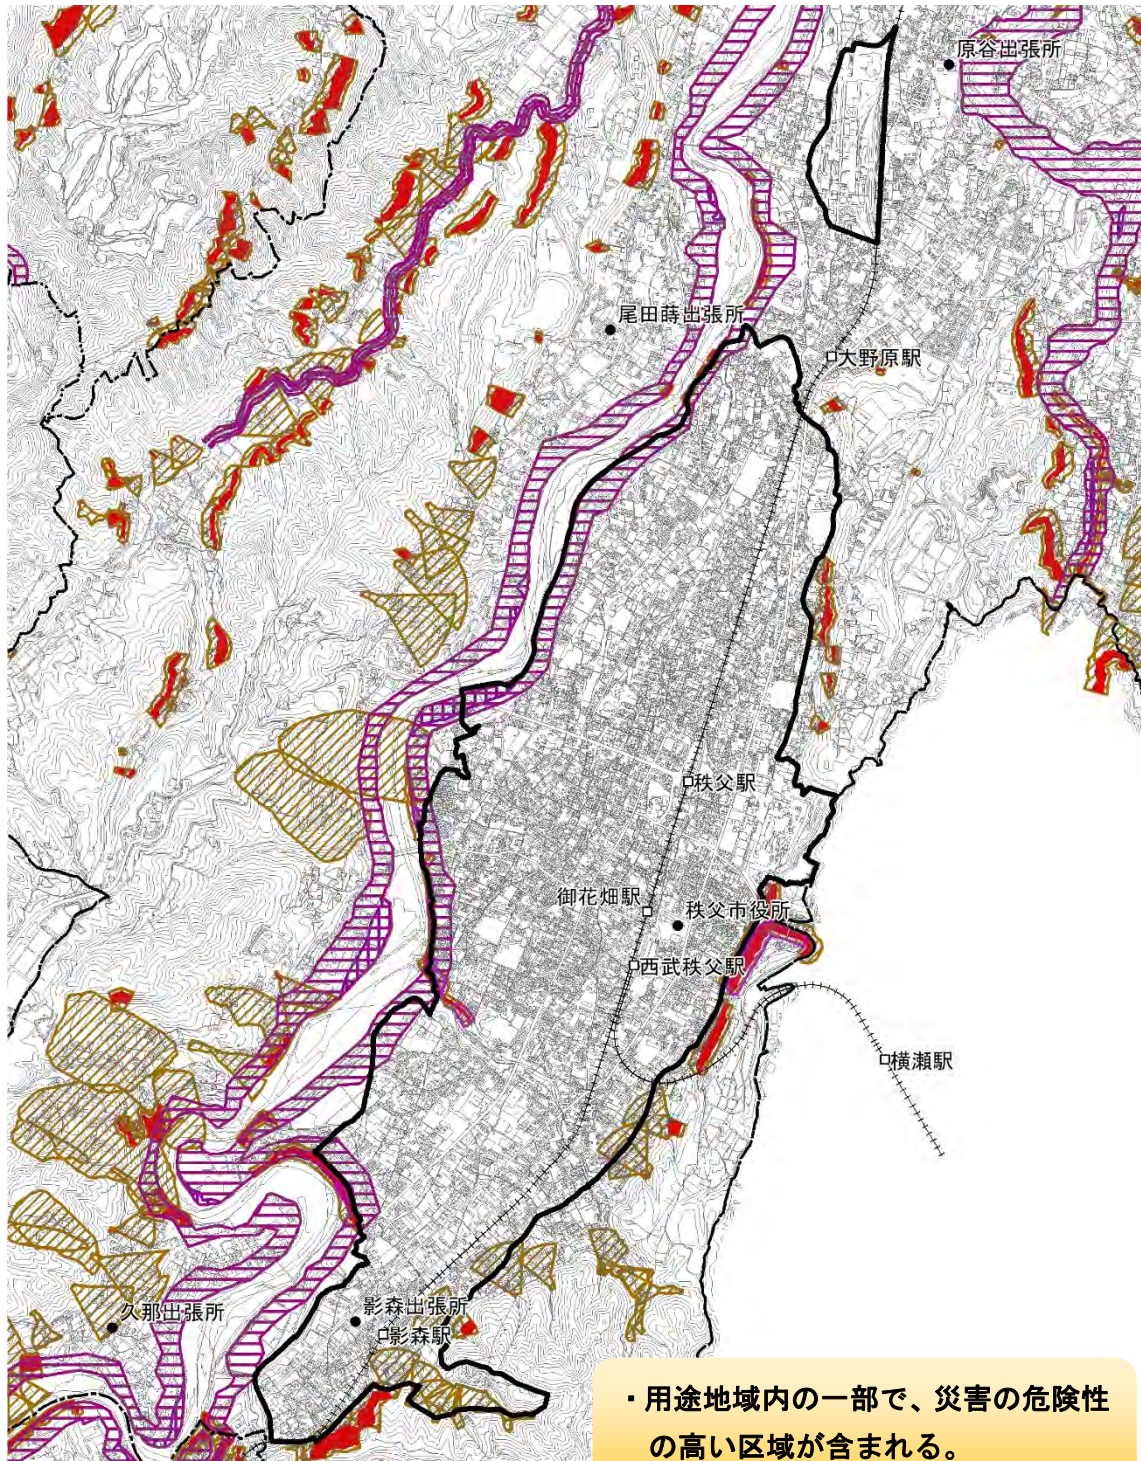 原谷出張所
尾田蒔出張所
大野原駅
秩父駅
御花畑駅
秩父市役所
西武秩父駅
横瀬駅
久那出張所
影森出張所
影森駅
・用途地域内の一部で、災害の危険性
の高い区域が含まれる。